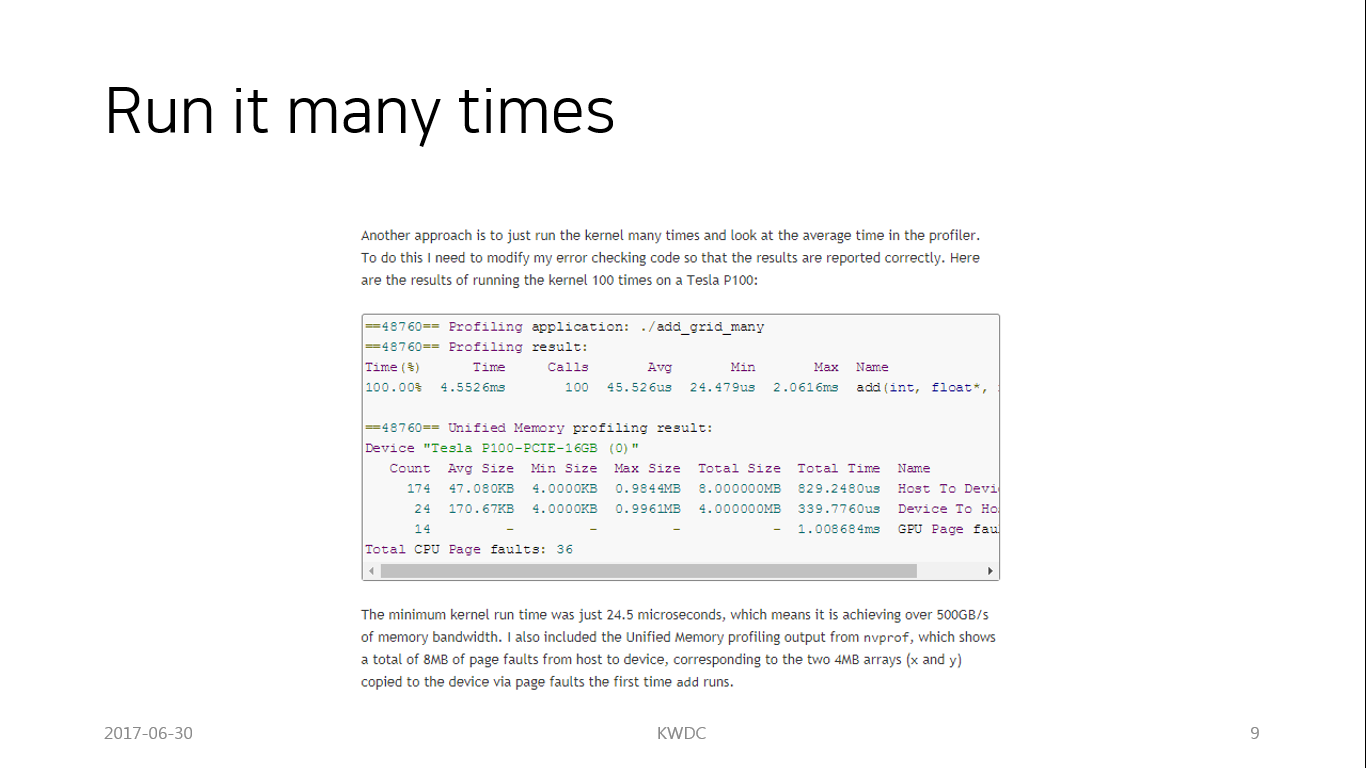 Run it many times
Another approach is to just run the kernel many times and look at the average time in the profiler.
To do this I need to modify my error checking code so that the results are reported correctly. Here
are the results of running the kernel 100 times on a Tesla P100:
==48760== Profiling application: ./add_grid_many
==48760== Profiling result:
Time(%) Time Calls Avg Min Max Name
100.00% 4.5526ms 100 45.526us 24.479us 2.0616ms add(int, float*,
==48760== Unified Memory profiling result:
Device "Tesla P100-PCIE-16GB (0)"
Count Avg Size Min Size Max Size Total Size Total Time Name
174 47.080KB 4.0000KB 0.9844MB 8.000000MB 829.2480us Host To Devi
24 170.67KB 4.0000KB 0.9961MB 4.000000MB 339.7760us Device To Ho
14 - - - - 1.008684ms GPU Page fau
Total CPU Page faults: 36
The minimum kernel run time was just 24.5 microseconds, which means it is achieving over 500GB/s
of memory bandwidth. I also included the Unified Memory profiling output from nvprof, which shows
a total of 8MB of page faults from host to device, corresponding to the two 4MB arrays (x and y)
copied to the device via page faults the first time add runs.
2017-06-30 KWDC 9